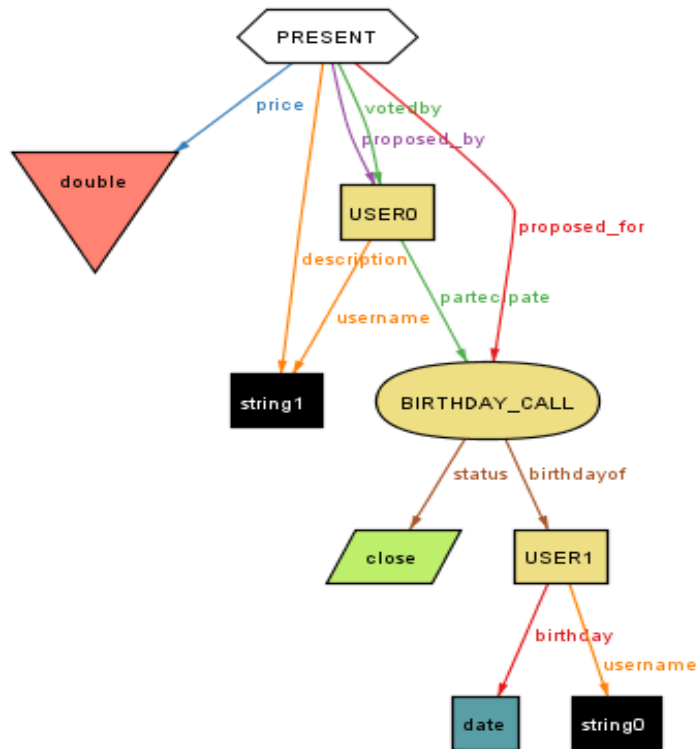 PRESENT
price
votedby
proposed_by
double
USER0
proposed_for
description
partecipate
username
string1
BIRTHDAY_CALL
status
birthdayof
close
USER1
birthday
username
date
string0